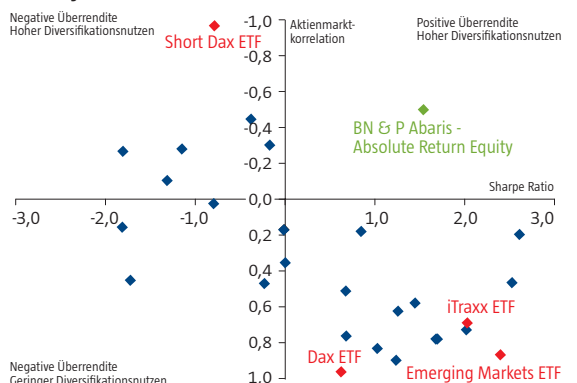 Negative Überrendite
Hoher Diversifikationsnutzen
-1,0
Aktienmarkt-
korrelation
Positive Überrendite
Hoher Diversifikationsnutzen
Short Dax ETF
-0,8
-0,6
BN & P Abaris -
Absolute Return Equity
-0,4
-0,2
Sharpe Ratio
0,0
-3,0 -2,0 -1,0 1,0 2,0 3,0
0,2
0,4
0,6
iTraxx ETF
0,8
Dax ETF
Emerging Markets ETF
Negative Überrendite
Geringer Diversifikationsnutzen
1,0